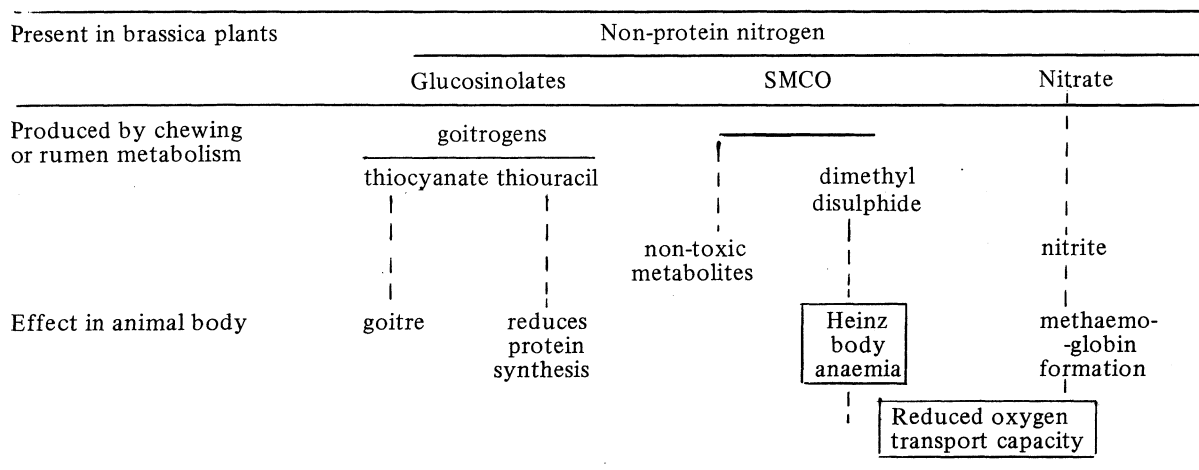 Present in brassica plants Non-protein nitrogen
Glucosinolates SMCO Nitrate
Produced by chewing goitrogens
or rumen metabolism
thiocyanate thiouracil dimethyl
disulphide
non-toxic nitrite
metabolites
Effect in animal body goitre reduces Heinz methaemo-
protein body -globin
synthesis anaemia formation
Reduced oxygen
transport capacity